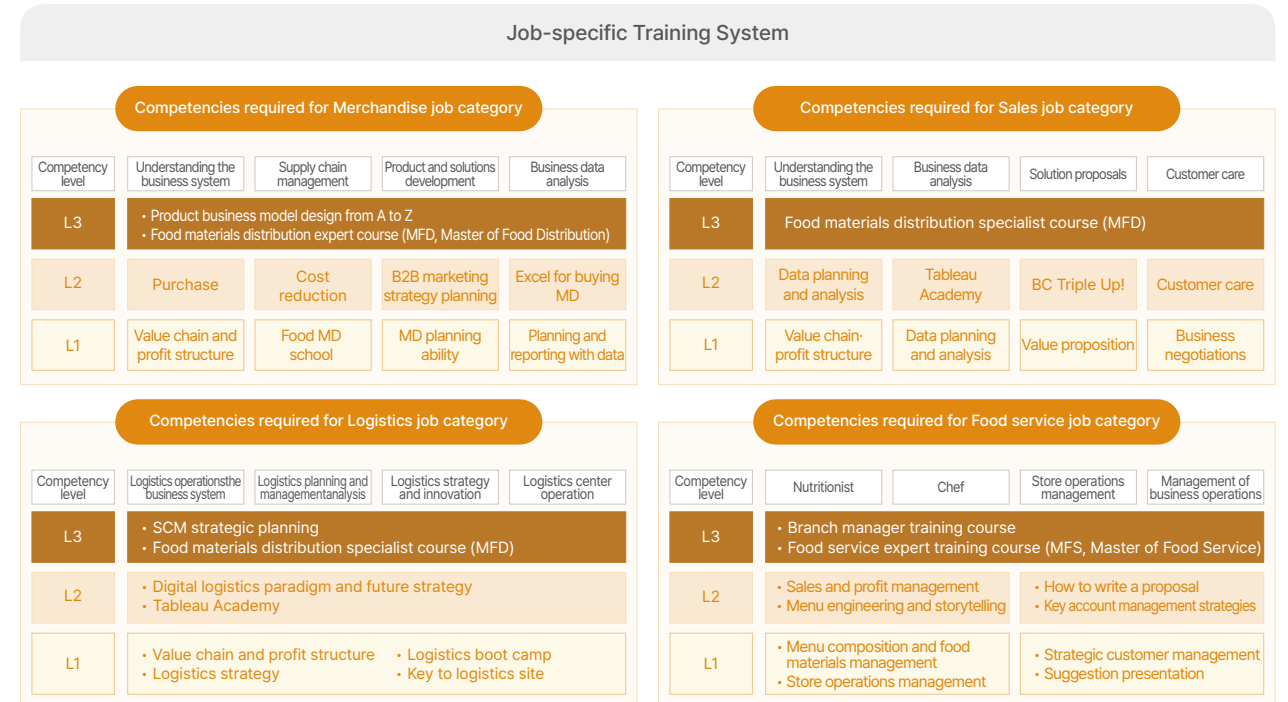 Job-specific Training System
Competencies required for Merchandise job category
Competency
level
Understanding the
business system
Supply chain
management
Product and solutions
development
Business data
analysis
L3
• Product business model design from A to Z
• Food materials distribution expert course (MFD, Master of Food Distribution)
L2
Purchase
Cost
reduction
B2B marketing
strategy planning
Excel for buying
MD
L1
Value chain and
profit structure
Food MD
school
MD planning
ability
Planning and
reporting with data
Competencies required for Sales job category
Competency
level
Understanding the
business system
Business data
analysis
Solution proposals
Customer care
L3
Food materials distribution specialist course (MFD)
L2
Data planning
and analysis
Tableau
Academy
BC Triple Up!
Customer care
L1
Value chain·
profit structure
Data planning
and analysis
Value proposition
Business
negotiations
Competencies required for Logistics job category
Competency
level
Logistics operationsthe
business system
Logistics planning and
managementanalysis
Logistics strategy
and innovation
Logistics center
operation
L3
• SCM strategic planning
• Food materials distribution specialist course (MFD)
L2
• Digital logistics paradigm and future strategy
• Tableau Academy
L1
• Value chain and profit structure
• Logistics strategy
• Logistics boot camp
• Key to logistics site
Competencies required for Food service job category
Competency
level
Nutritionist
Chef
Store operations
management
Management of
business operations
L3
• Branch manager training course
• Food service expert training course (MFS, Master of Food Service)
L2
• Sales and profit management
• Menu engineering and storytelling
• How to write a proposal
• Key account management strategies
L1
• Menu composition and food
materials management
• Store operations management
• Strategic customer management
• Suggestion presentation